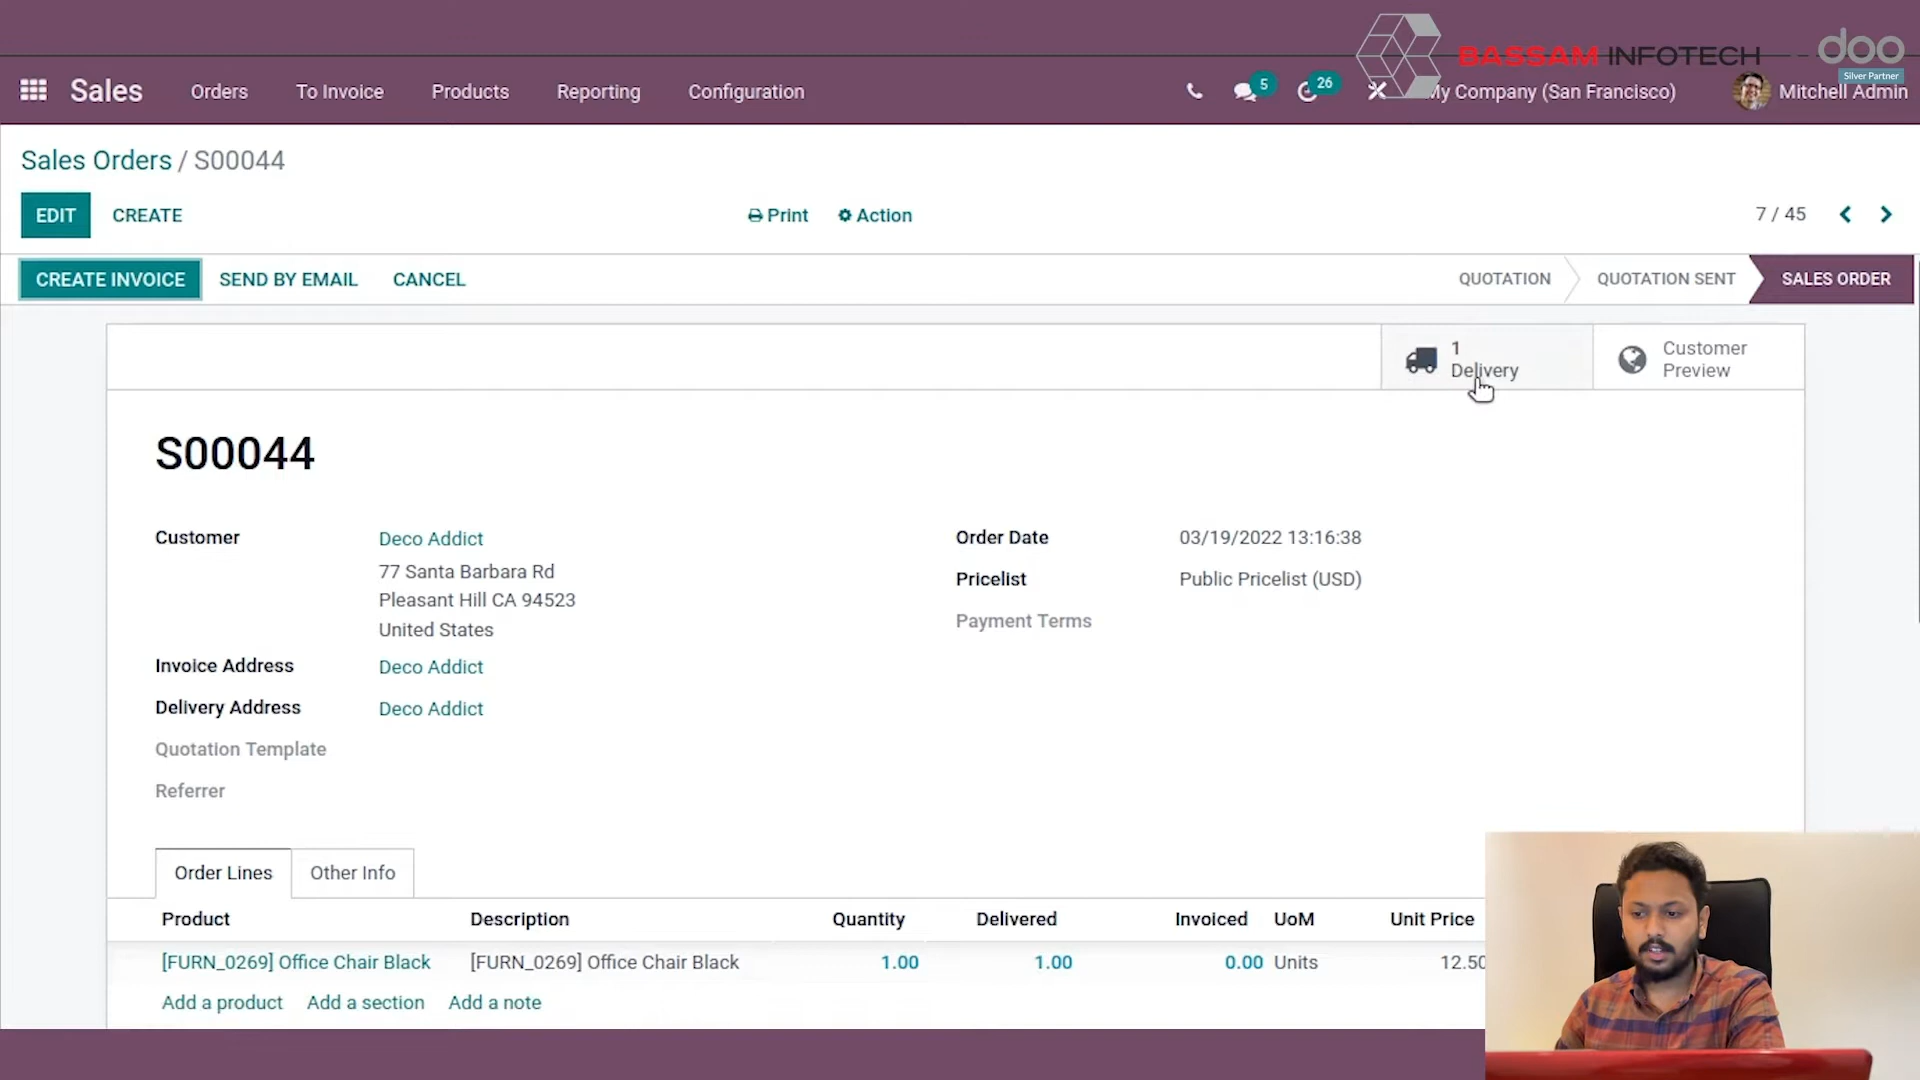 BASSAM INFOTECH
doo
Silver Partner
Sales Orders To Invoice Products Reporting Configuration 5 26 My Company (San Francisco) Mitchell Admin
Sales Orders / S00044
EDIT CREATE Print Action 7 / 45
CREATE INVOICE SEND BY EMAIL CANCEL QUOTATION QUOTATION SENT SALES ORDER
1
Delivery
Customer
Preview
S00044
Customer Deco Addict Order Date 03/19/2022 13:16:38
77 Santa Barbara Rd Pricelist Public Pricelist (USD)
Pleasant Hill CA 94523
United States Payment Terms
Invoice Address Deco Addict
Delivery Address Deco Addict
Quotation Template
Referrer
Order Lines Other Info
Product Description Quantity Delivered Invoiced UoM Unit Price
[FURN_0269] Office Chair Black [FURN_0269] Office Chair Black 1.00 1.00 0.00 Units 12.50
Add a product Add a section Add a note